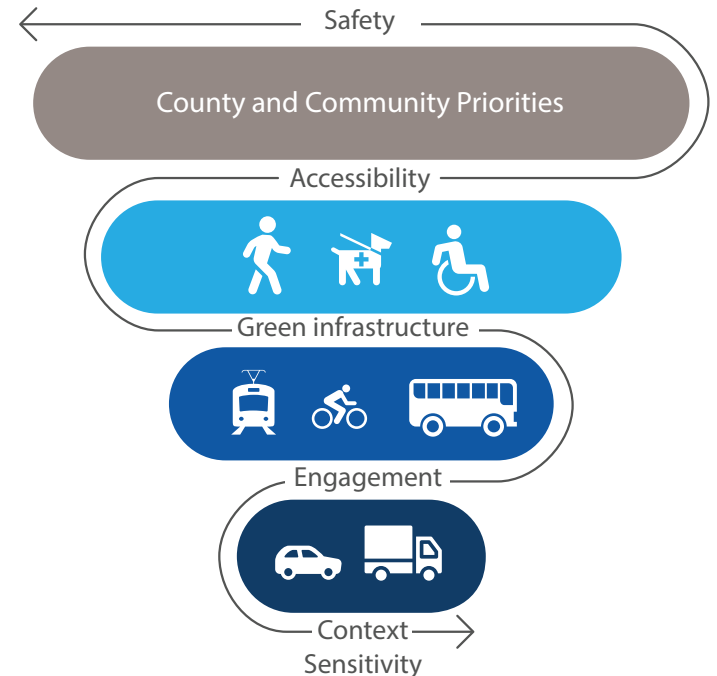 Safety
County and Community Priorities
Accessibility
Green infrastructure
Engagement
Context
Sensitivity